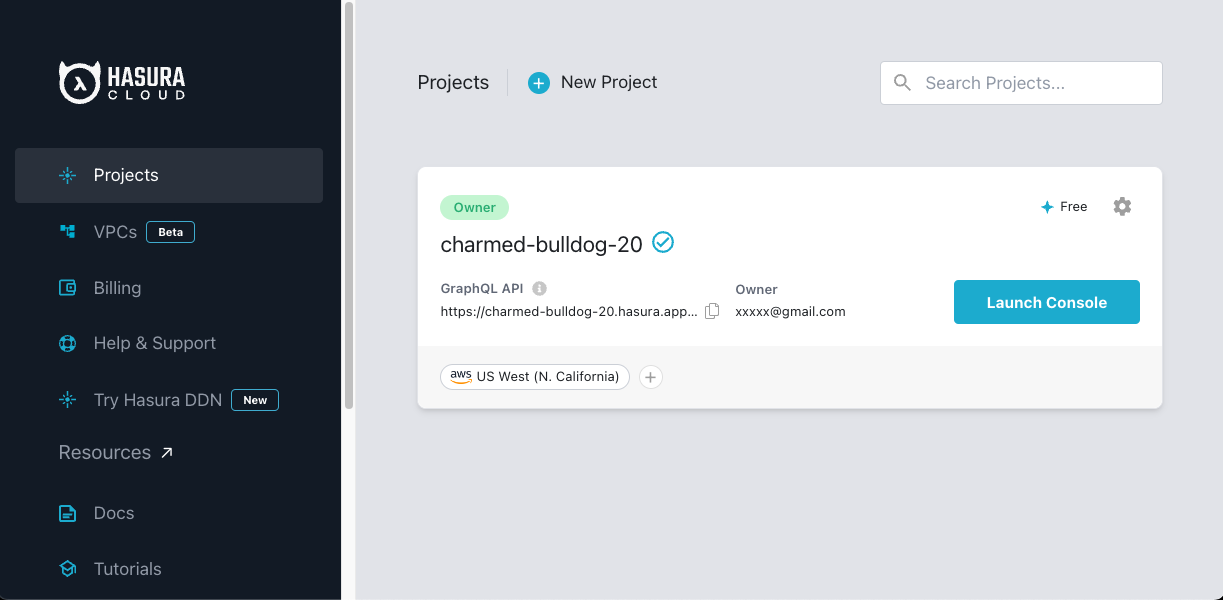 HASURA
CLOUD
Projects
VPCs Beta
Billing
Help & Support
Try Hasura DDN New
Resources
Docs
Tutorials
Projects New Project Search Projects...
Owner Free
charmed-bulldog-20
GraphQL API Owner
https://charmed-bulldog-20.hasura.app... xxxxx@gmail.com
Launch Console
aws US West (N. California)